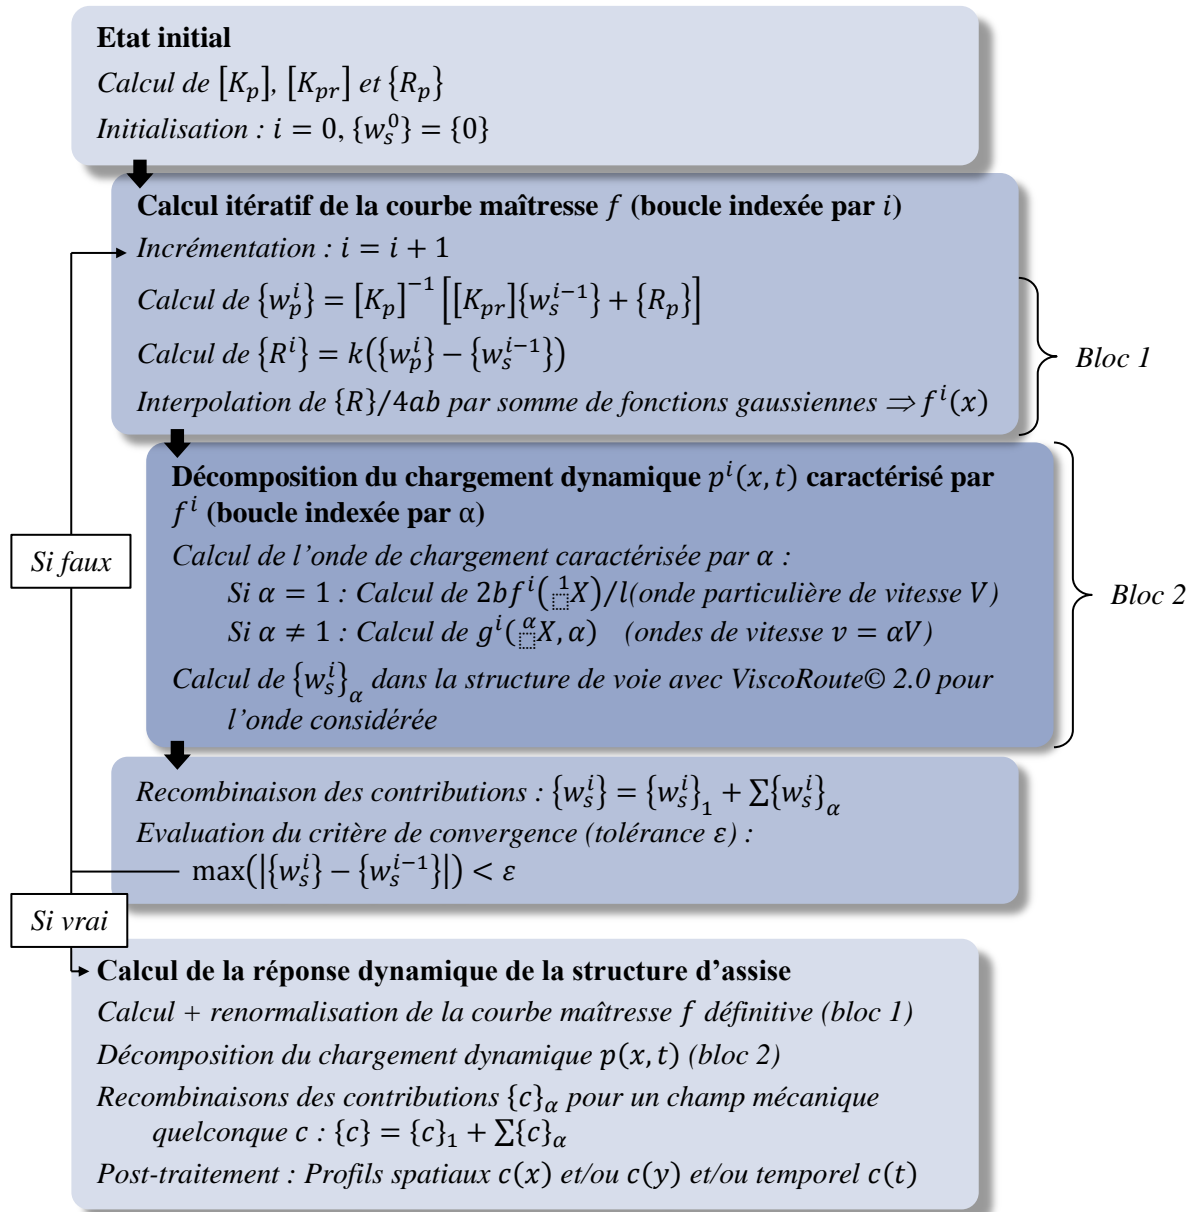 Etat initial
Calcul de [K_p], [K_pr] et {R_p}
Initialisation : i = 0, {w_s^0} = {0}
Calcul itératif de la courbe maîtresse f (boucle indexée par i)
Incrémentation : i = i + 1
Calcul de {w_p^i} = [K_p]^{-1} [[K_pr]{w_s^{i-1}} + {R_p}]
Calcul de {R^i} = k({w_p^i} − {w_s^{i-1}})
Interpolation de {R}/4ab par somme de fonctions gaussiennes ⇒ f^i(x)
Bloc 1
Décomposition du chargement dynamique p^i(x, t) caractérisé par
f^i (boucle indexée par α)
Calcul de l’onde de chargement caractérisée par α :
Si α = 1 : Calcul de 2bf^i(^1X)/l(onde particulière de vitesse V)
Si α ≠ 1 : Calcul de g^i(^αX, α) (ondes de vitesse v = αV)
Calcul de {w_s^i}_α dans la structure de voie avec ViscoRoute© 2.0 pour
l’onde considérée
Bloc 2
Recombinaison des contributions : {w_s^i} = {w_s^i}_1 + ∑{w_s^i}_α
Evaluation du critère de convergence (tolérance ε) :
max(|{w_s^i} − {w_s^{i-1}}|) < ε
Si faux
Si vrai
Calcul de la réponse dynamique de la structure d’assise
Calcul + renormalisation de la courbe maîtresse f définitive (bloc 1)
Décomposition du chargement dynamique p(x, t) (bloc 2)
Recombinaisons des contributions {c}_α pour un champ mécanique
quelconque c : {c} = {c}_1 + ∑{c}_α
Post-traitement : Profils spatiaux c(x) et/ou c(y) et/ou temporel c(t)